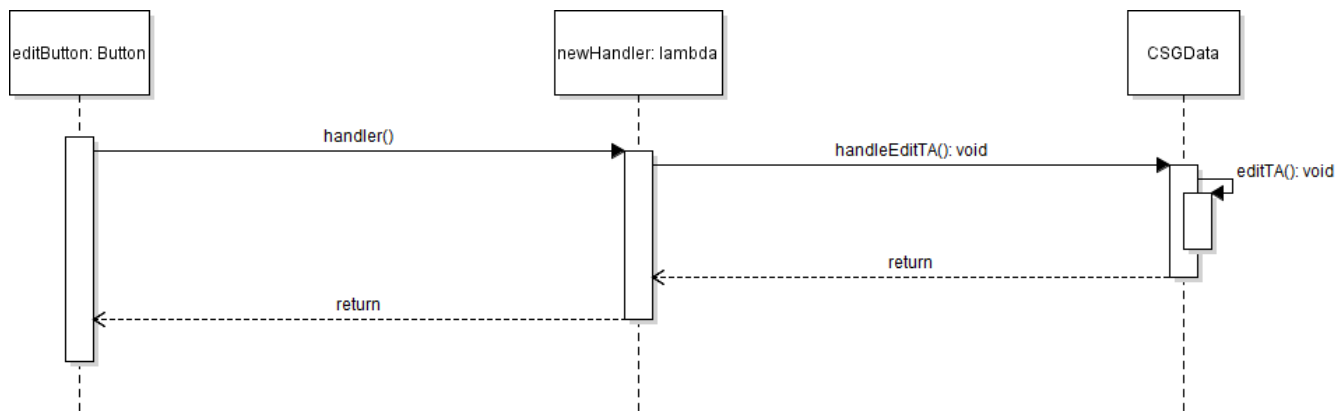 editButton: Button
newHandler: lambda
CSGData
handler()
handleEditTA(): void
editTA(): void
return
return